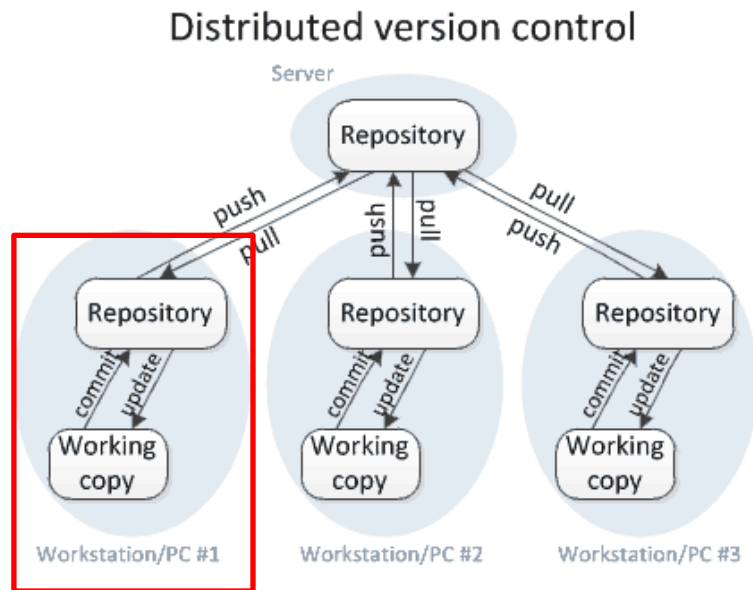 Distributed version control
Server
Repository
push
pull
push
pull
pull
push
Repository
Repository
Repository
commit
update
commit
update
commit
update
Working
copy
Working
copy
Working
copy
Workstation/PC #1
Workstation/PC #2
Workstation/PC #3